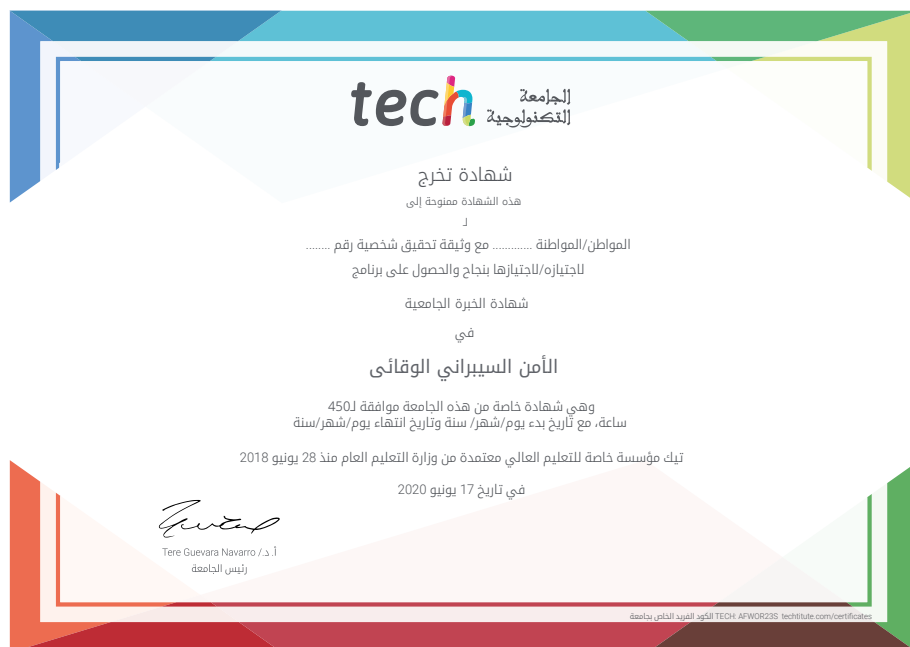 tech الجامعة
التكنولوجية
شهادة تخرج
هذه الشهادة ممنوحة إلى
لـ
المواطن/المواطنة ............. مع وثيقة تحقيق شخصية رقم ........
لاجتيازه/لاجتيازها بنجاح والحصول على برنامج
شهادة الخبرة الجامعية
في
الأمن السيبراني الوقائى
وهي شهادة خاصة من هذه الجامعة موافقة لـ450
ساعة، مع تاريخ بدء يوم/شهر/ سنة وتاريخ انتهاء يوم/شهر/سنة
تيك مؤسسة خاصة للتعليم العالي معتمدة من وزارة التعليم العام منذ 28 يونيو 2018
في تاريخ 17 يونيو 2020
أ. د./ Tere Guevara Navarro
رئيس الجامعة
الكود الفريد الخاص بجامعة TECH: AFWOR23S techtitute.com/certificates